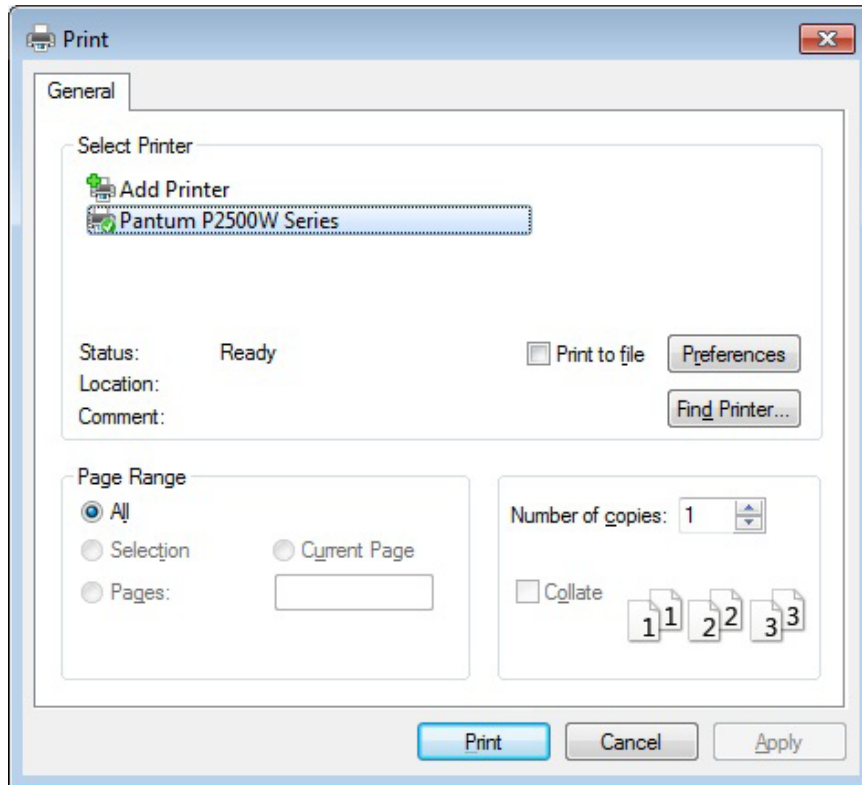 Print
General
Select Printer
Add Printer
Pantum P2500W Series
Status: Ready
Print to file
Preferences
Location:
Comment:
Find Printer...
Page Range
All
Selection
Current Page
Pages:
Number of copies: 1
Collate
1 1 2 2 3 3
Print
Cancel
Apply